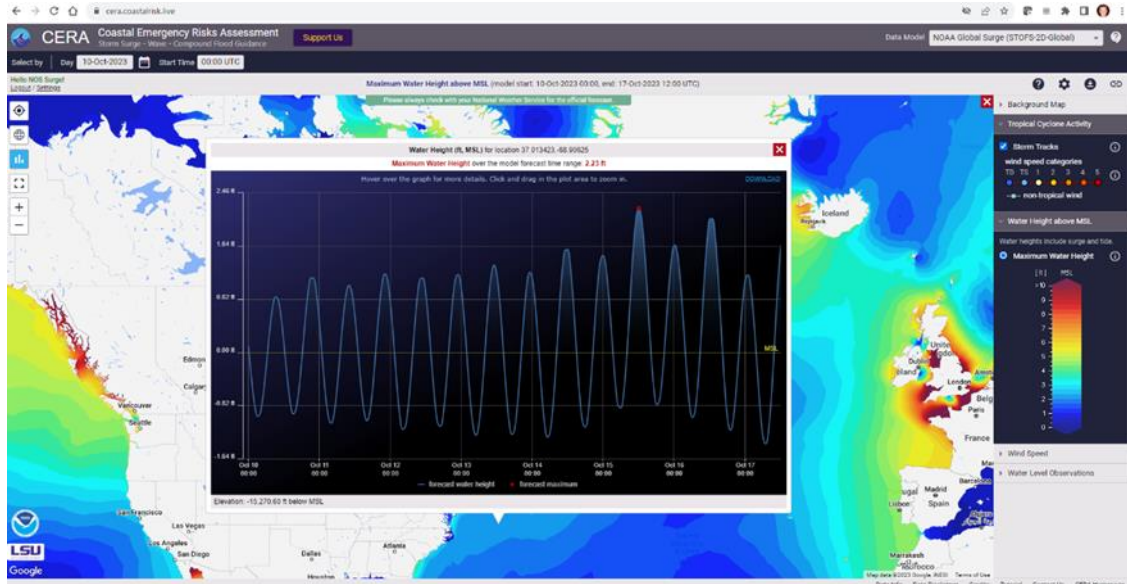 cera.coastalrisk.live
CERA
Coastal Emergency Risks Assessment
Storm Surge - Wave - Compound Flood Guidance
Support Us
Data Model
NOAA Global Surge (STOFS-2D-Global)
Select by
Day
10-Oct-2023
Start Time
00:00 UTC
Hello NOS Surge!
Logout / Settings
Maximum Water Height above MSL (model start: 10-Oct-2023 03:00, end: 17-Oct-2023 12:00 UTC)
Please always check with your National Weather Service for the official forecast.
Background Map
Tropical Cyclone Activity
Storm Tracks
wind speed categories
TD TS 1 2 3 4 5
non-tropical wind
Water Height above MSL
Water heights include surge and tide.
Maximum Water Height
[ft] MSL
>10
9
8
7
6
5
4
3
2
1
0
Wind Speed
Water Level Observations
Water Height (ft, MSL) for location 37.013423,-68.90625
Maximum Water Height over the model forecast time range: 2.23 ft
Hover over the graph for more details. Click and drag in the plot area to zoom in.
DOWNLOAD
2.46 ft
1.64 ft
0.82 ft
0.00 ft
MSL
-0.82 ft
-1.64 ft
Oct 10 00:00
Oct 11 00:00
Oct 12 00:00
Oct 13 00:00
Oct 14 00:00
Oct 15 00:00
Oct 16 00:00
Oct 17 00:00
forecast water height
forecast maximum
Elevation: -15,270.60 ft below MSL
Iceland
Reykjavik
Dublin
London
Paris
France
Madrid
Spain
Lisbon
Barcelona
Marrakesh
Morocco
Vancouver
Seattle
San Francisco
Las Vegas
Los Angeles
San Diego
Dallas
Atlanta
Houston
LSU
Google
Map data ©2023 Google, INEGI
Terms of Use